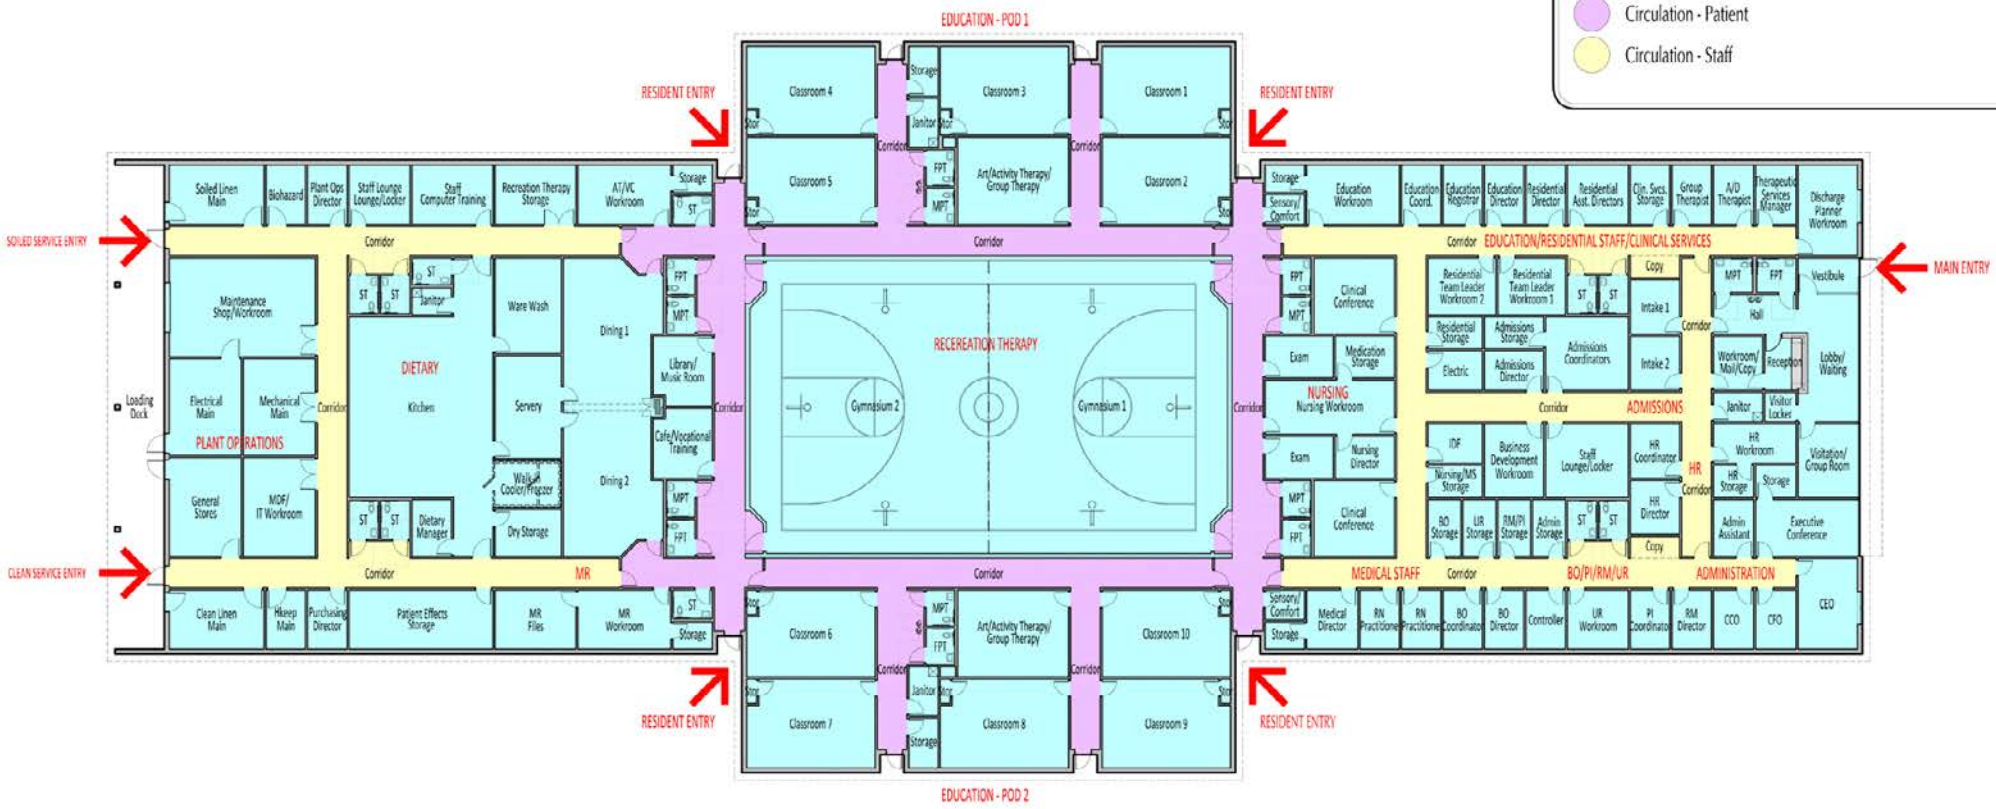 EDUCATION - POD 1
Circulation - Patient
Circulation - Staff
RESIDENT ENTRY
RESIDENT ENTRY
Classroom 4
Storage
Classroom 3
Classroom 1
Stor
Janitor
Stor
Stor
Corridor
Corridor
Classroom 5
FPT
MPT
Art/Activity Therapy/
Group Therapy
Classroom 2
Stor
Stor
Soiled Linen
Main
Biohazard
Plant Ops
Director
Staff Lounge
Lounge/Locker
Staff
Computer Training
Recreation Therapy
Storage
AT/VC
Workroom
Storage
ST
Storage
Sensory/
Comfort
Education
Workroom
Education
Coord.
Education
Registrar
Education
Director
Residential
Director
Residential
Asst. Directors
Clin. Svcs.
Storage
Group
Therapist
A/D
Therapist
Therapeutic
Services
Manager
Discharge
Planner
Workroom
SOILED SERVICE ENTRY
Corridor
Corridor
Corridor
EDUCATION/RESIDENTIAL STAFF/CLINICAL SERVICES
MAIN ENTRY
Maintenance
Shop/Workroom
ST
ST
ST
Janitor
Ware Wash
Dining 1
FPT
MPT
Library/
Music Room
DIETARY
Kitchen
Servery
Loading
Dock
Electrical
Main
Mechanical
Main
Corridor
PLANT OPERATIONS
Cafe/Vocational
Training
Corridor
General
Stores
MDF/
IT Workroom
Walk-in
Cooler/Freezer
Dining 2
MPT
FPT
ST
ST
Dietary
Manager
Dry Storage
RECEREATION THERAPY
Gymnasium 2
Gymnasium 1
Corridor
FPT
MPT
Clinical
Conference
Exam
Medication
Storage
NURSING
Nursing Workroom
Exam
Nursing
Director
MPT
FPT
Clinical
Conference
Residential
Team Leader
Workroom 2
Residential
Team Leader
Workroom 1
ST
ST
Copy
Intake 1
Corridor
MPT
FPT
Vestibule
Hall
Residential
Storage
Admissions
Storage
Admissions
Coordinators
Electric
Admissions
Director
Intake 2
Workroom/
Mail/Copy
Reception
Lobby/
Waiting
Corridor
ADMISSIONS
Janitor
Visitor
Locker
IDF
Business
Development
Workroom
Staff
Lounge/Locker
HR
Coordinator
HR
Corridor
HR
Workroom
Visitation/
Group Room
Nursing/MS
Storage
HR
Storage
Storage
BO
Storage
UR
Storage
RM/PI
Storage
Admin
Storage
ST
ST
HR
Director
Copy
Admin
Assistant
Executive
Conference
CLEAN SERVICE ENTRY
Corridor
MR
Corridor
MEDICAL STAFF
Corridor
BO/PI/RM/UR
ADMINISTRATION
Clean Linen
Main
Hkeep
Main
Purchasing
Director
Patient Effects
Storage
MR
Files
MR
Workroom
ST
Storage
Sensory/
Comfort
Storage
Medical
Director
RN
Practitioner
RN
Practitioner
BO
Coordinator
BO
Director
Controller
UR
Workroom
PI
Coordinator
RM
Director
CCO
CFO
CEO
Stor
Stor
Classroom 6
MPT
FPT
Art/Activity Therapy/
Group Therapy
Classroom 10
Corridor
Corridor
Stor
Janitor
Stor
Stor
Classroom 7
Storage
Classroom 8
Classroom 9
RESIDENT ENTRY
RESIDENT ENTRY
EDUCATION - POD 2